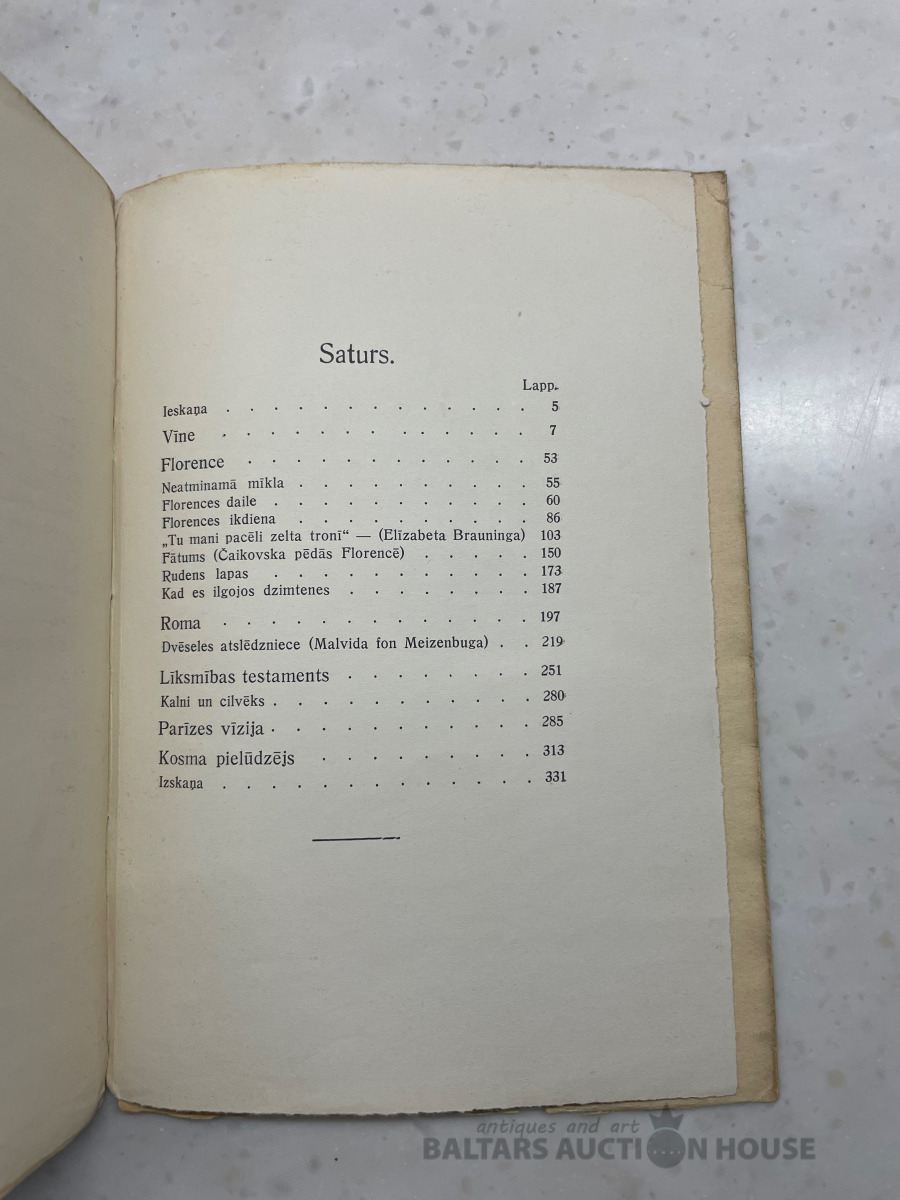 Saturs.
Lapp.
Ieskaņa . . . . . . . . . . . . . 5
Vīne . . . . . . . . . . . . . 7
Florence . . . . . . . . . . . . 53
Neatminamā mīkla . . . . . . . . . . 55
Florences daile . . . . . . . . . . . 60
Florences ikdiena . . . . . . . . . . 86
„Tu mani pacēli zelta tronī“ — (Elīzabeta Brauninga) 103
Fātums (Čaikovska pēdās Florencē) . . . . . 150
Rudens lapas . . . . . . . . . . . 173
Kad es ilgojos dzimtenes . . . . . . . . 187
Roma . . . . . . . . . . . . . 197
Dvēseles atslēdzniece (Malvida fon Meizenbuga) . . 219
Līksmības testaments . . . . . . . . 251
Kalni un cilvēks . . . . . . . . . . . 280
Parīzes vīzija . . . . . . . . . . . 285
Kosma pielūdzējs . . . . . . . . . 313
Izskaņa . . . . . . . . . . . . . 331
antiques and art
BALTARS AUCTION HOUSE